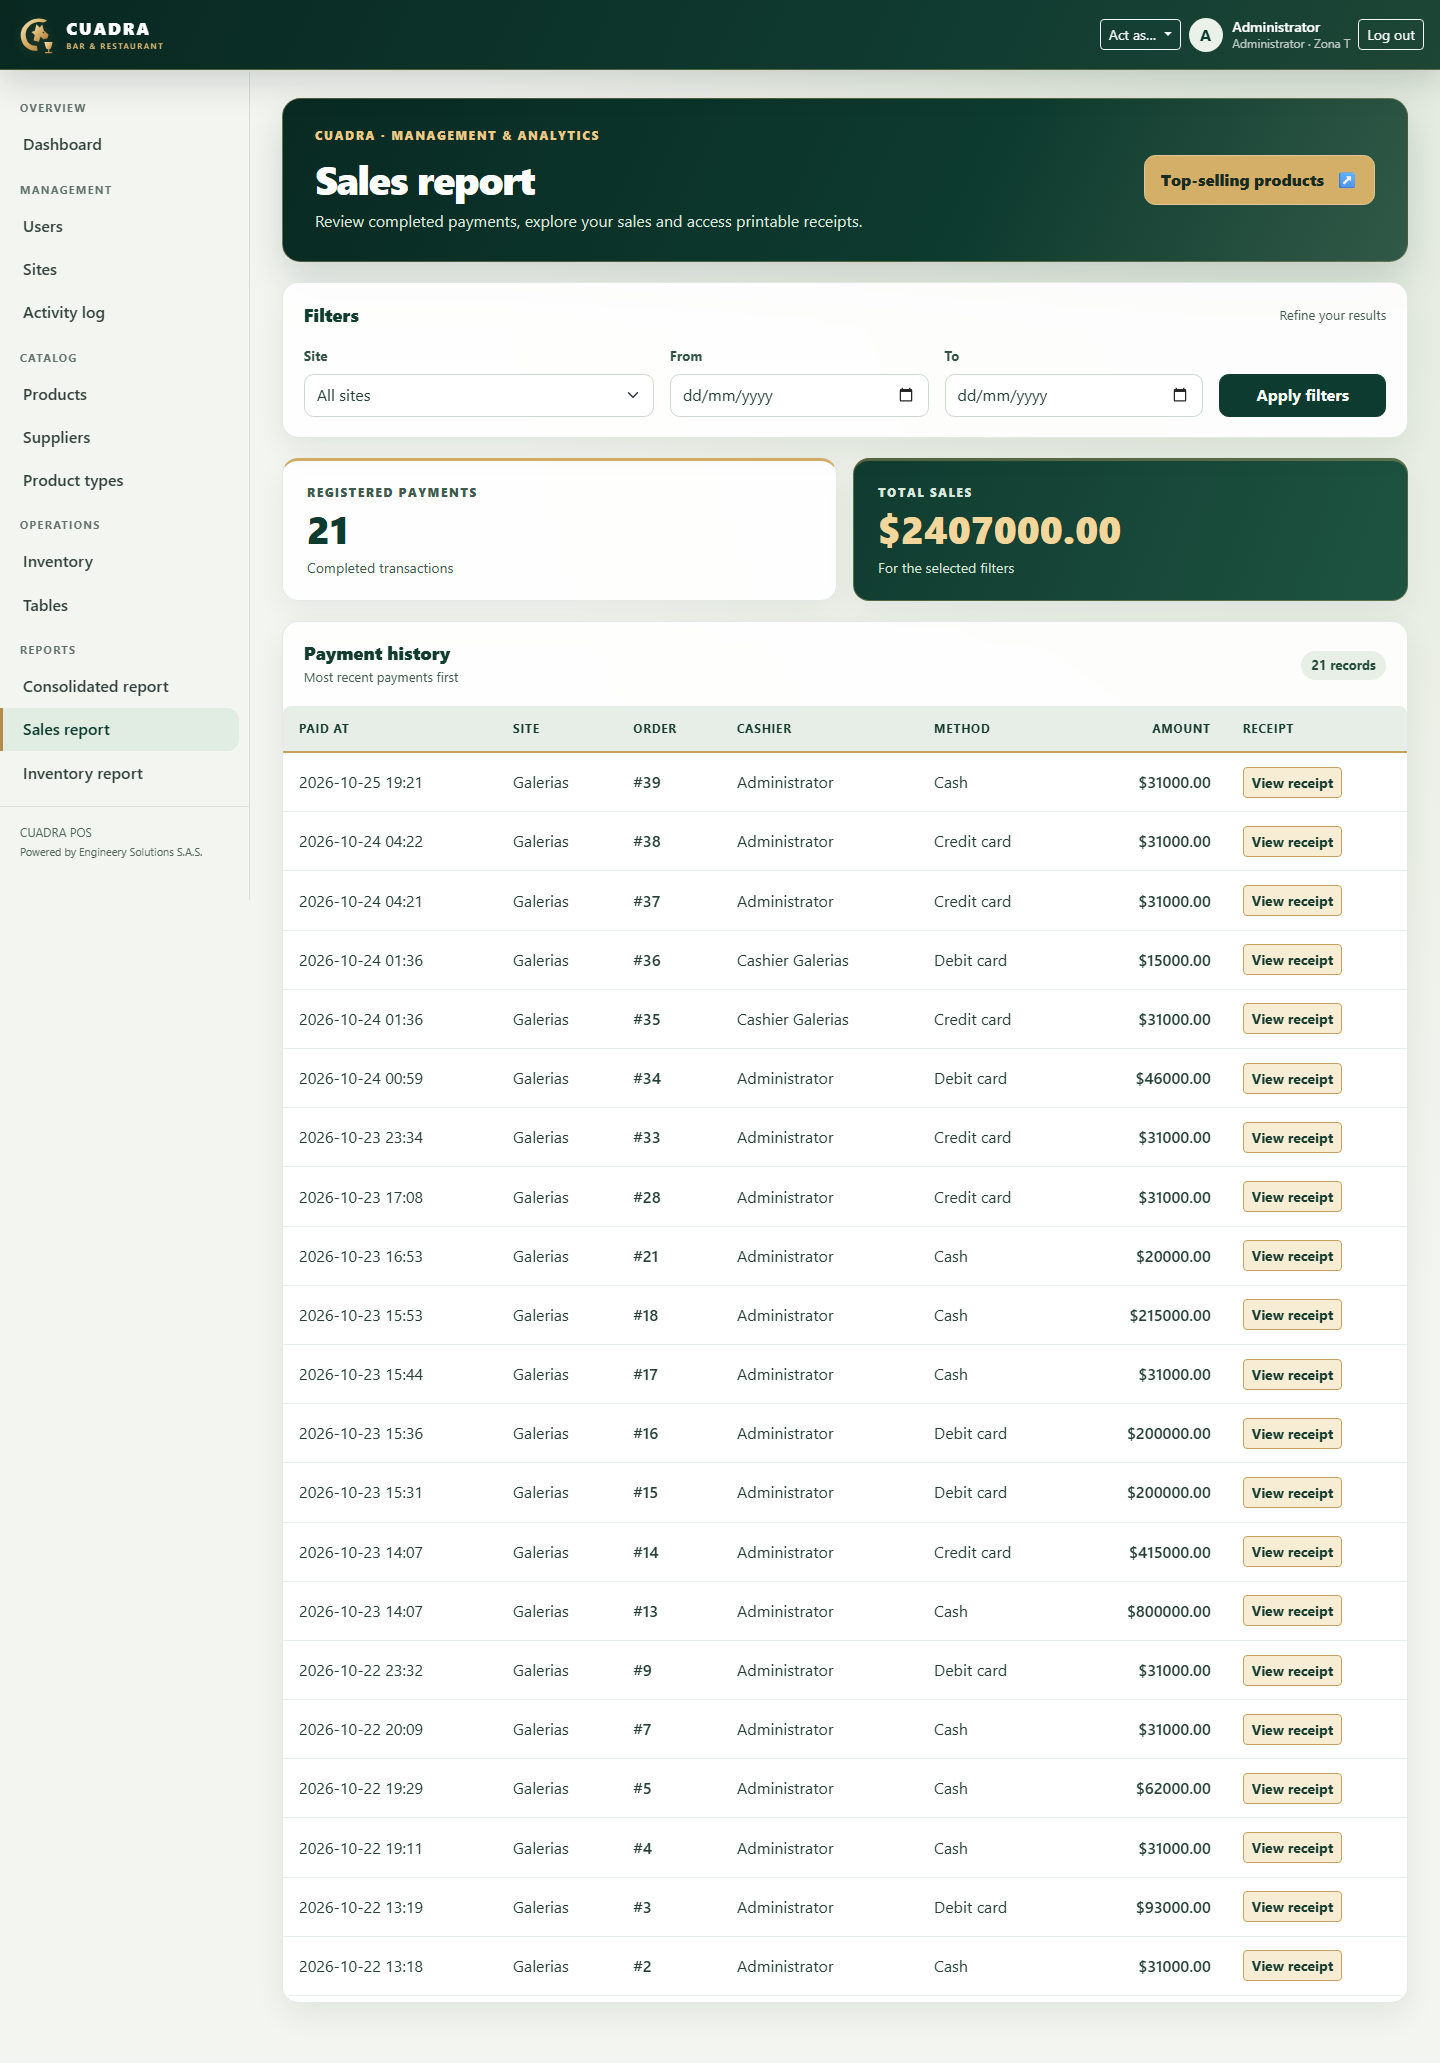 CUADRA
BAR & RESTAURANT
Act as...
A
Administrator
Administrator · Zona T
Log out
OVERVIEW
Dashboard
MANAGEMENT
Users
Sites
Activity log
CATALOG
Products
Suppliers
Product types
OPERATIONS
Inventory
Tables
REPORTS
Consolidated report
Sales report
Inventory report
CUADRA POS
Powered by Engineery Solutions S.A.S.
CUADRA · MANAGEMENT & ANALYTICS
Sales report
Review completed payments, explore your sales and access printable receipts.
Top-selling products
Filters
Refine your results
Site From To
All sites dd/mm/yyyy dd/mm/yyyy Apply filters
REGISTERED PAYMENTS
21
Completed transactions
TOTAL SALES
$2407000.00
For the selected filters
Payment history
Most recent payments first
21 records
PAID AT SITE ORDER CASHIER METHOD AMOUNT RECEIPT
2026-10-25 19:21 Galerias #39 Administrator Cash $31000.00 View receipt
2026-10-24 04:22 Galerias #38 Administrator Credit card $31000.00 View receipt
2026-10-24 04:21 Galerias #37 Administrator Credit card $31000.00 View receipt
2026-10-24 01:36 Galerias #36 Cashier Galerias Debit card $15000.00 View receipt
2026-10-24 01:36 Galerias #35 Cashier Galerias Credit card $31000.00 View receipt
2026-10-24 00:59 Galerias #34 Administrator Debit card $46000.00 View receipt
2026-10-23 23:34 Galerias #33 Administrator Credit card $31000.00 View receipt
2026-10-23 17:08 Galerias #28 Administrator Credit card $31000.00 View receipt
2026-10-23 16:53 Galerias #21 Administrator Cash $20000.00 View receipt
2026-10-23 15:53 Galerias #18 Administrator Cash $215000.00 View receipt
2026-10-23 15:44 Galerias #17 Administrator Cash $31000.00 View receipt
2026-10-23 15:36 Galerias #16 Administrator Debit card $200000.00 View receipt
2026-10-23 15:31 Galerias #15 Administrator Debit card $200000.00 View receipt
2026-10-23 14:07 Galerias #14 Administrator Credit card $415000.00 View receipt
2026-10-23 14:07 Galerias #13 Administrator Cash $800000.00 View receipt
2026-10-22 23:32 Galerias #9 Administrator Debit card $31000.00 View receipt
2026-10-22 20:09 Galerias #7 Administrator Cash $31000.00 View receipt
2026-10-22 19:29 Galerias #5 Administrator Cash $62000.00 View receipt
2026-10-22 19:11 Galerias #4 Administrator Cash $31000.00 View receipt
2026-10-22 13:19 Galerias #3 Administrator Debit card $93000.00 View receipt
2026-10-22 13:18 Galerias #2 Administrator Cash $31000.00 View receipt